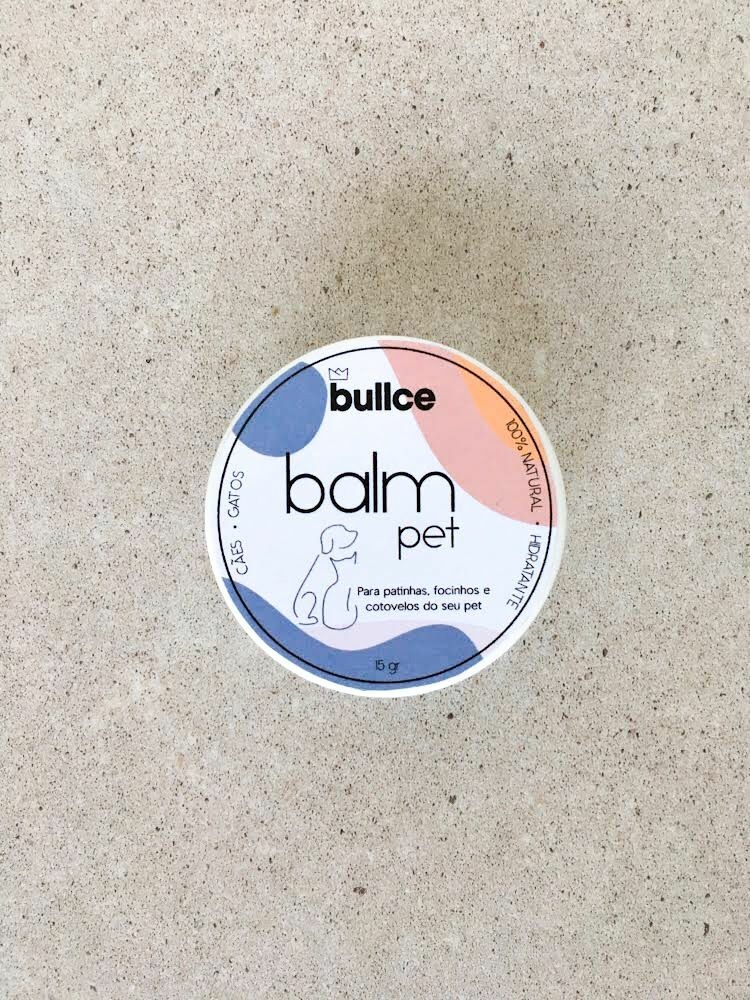 bullce
balm
pet
Para patinhas, focinhos e
cotovelos do seu pet
15 gr
CÃES • GATOS
100% NATURAL • HIDRATANTE